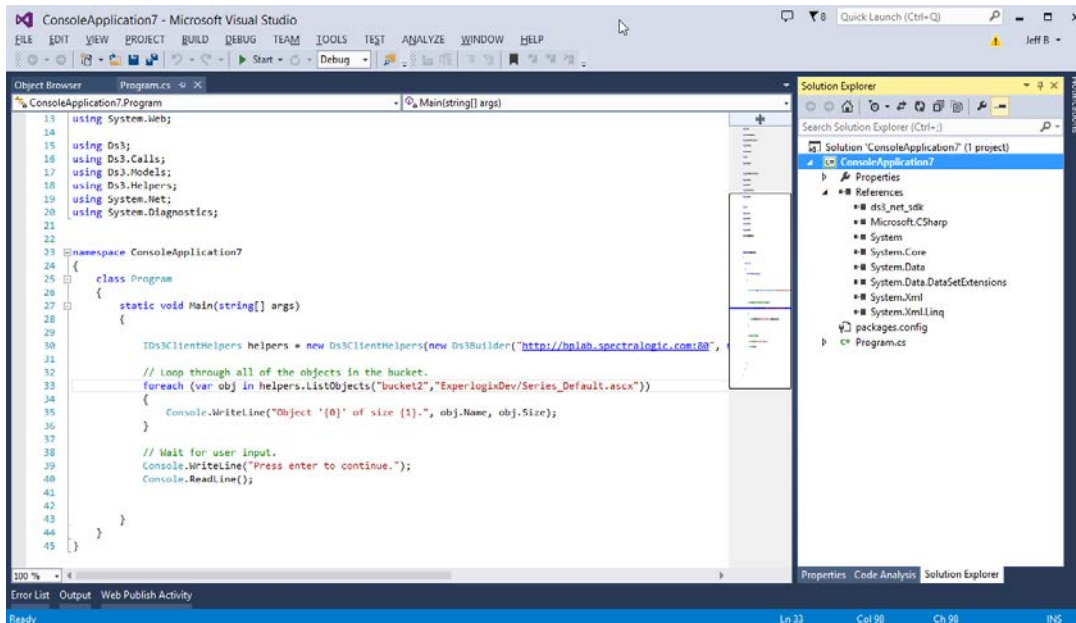 ConsoleApplication7 - Microsoft Visual Studio
8
Quick Launch (Ctrl+Q)
FILE EDIT VIEW PROJECT BUILD DEBUG TEAM TOOLS TEST ANALYZE WINDOW HELP
Jeff B
Start
Debug
Object Browser
Program.cs
ConsoleApplication7.Program
Main(string[] args)
13 using System.Web;
14
15 using Ds3;
16 using Ds3.Calls;
17 using Ds3.Models;
18 using Ds3.Helpers;
19 using System.Net;
20 using System.Diagnostics;
21
22
23 namespace ConsoleApplication7
24 {
25 class Program
26 {
27 static void Main(string[] args)
28 {
29
30 IDs3ClientHelpers helpers = new Ds3ClientHelpers(new Ds3Builder("http://bplab.spectralogic.com:80",
31
32 // Loop through all of the objects in the bucket.
33 foreach (var obj in helpers.ListObjects("bucket2","ExperlogixDev/Series_Default.ascx"))
34 {
35 Console.WriteLine("Object '{0}' of size {1}.", obj.Name, obj.Size);
36 }
37
38 // Wait for user input.
39 Console.WriteLine("Press enter to continue.");
40 Console.ReadLine();
41
42
43 }
44 }
45 }
100 %
Solution Explorer
Search Solution Explorer (Ctrl+;)
Solution 'ConsoleApplication7' (1 project)
ConsoleApplication7
Properties
References
ds3_net_sdk
Microsoft.CSharp
System
System.Core
System.Data
System.Data.DataSetExtensions
System.Xml
System.Xml.Linq
packages.config
C# Program.cs
Properties Code Analysis Solution Explorer
Notifications
Error List Output Web Publish Activity
Ready
Ln 33 Col 98 Ch 98 INS